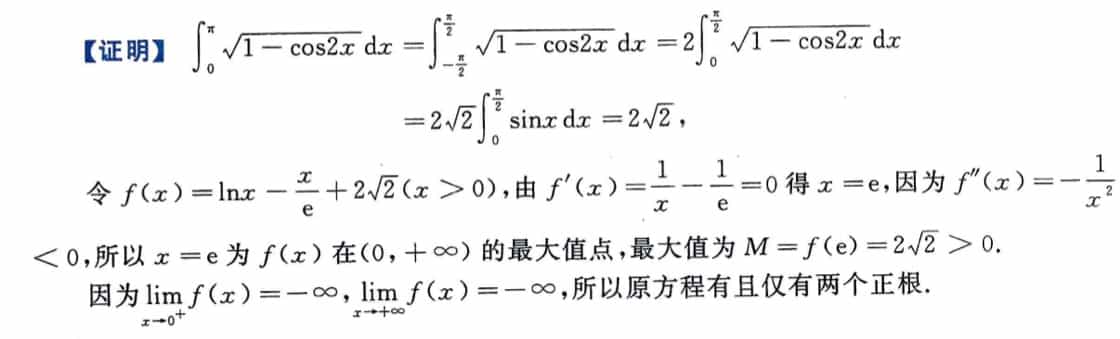 【证明】 ∫₀^π √(1 − cos2x) dx = ∫_{−π/2}^{π/2} √(1 − cos2x) dx = 2∫₀^{π/2} √(1 − cos2x) dx
= 2√2 ∫₀^{π/2} sinx dx = 2√2 ,
令 f(x) = lnx − x/e + 2√2 (x > 0),由 f′(x) = 1/x − 1/e = 0 得 x = e,因为 f″(x) = − 1/x²
< 0,所以 x = e 为 f(x) 在(0, +∞) 的最大值点,最大值为 M = f(e) = 2√2 > 0.
因为 lim_{x→0⁺} f(x) = −∞, lim_{x→+∞} f(x) = −∞,所以原方程有且仅有两个正根.